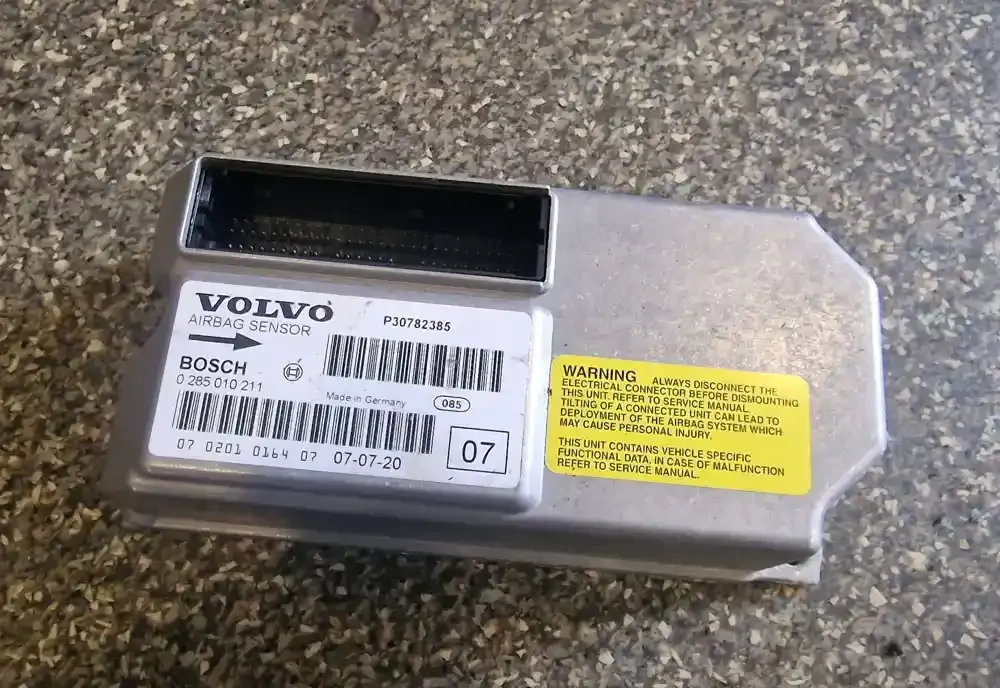 VOLVO
AIRBAG SENSOR
P30782385
BOSCH
0 285 010 211
Made in Germany
085
07 0201 0164 07 07-07-20
07
WARNING ALWAYS DISCONNECT THE
ELECTRICAL CONNECTOR BEFORE DISMOUNTING
THIS UNIT. REFER TO SERVICE MANUAL.
TILTING OF A CONNECTED UNIT CAN LEAD TO
DEPLOYMENT OF THE AIRBAG SYSTEM WHICH
MAY CAUSE PERSONAL INJURY.
THIS UNIT CONTAINS VEHICLE SPECIFIC
FUNCTIONAL DATA. IN CASE OF MALFUNCTION
REFER TO SERVICE MANUAL.